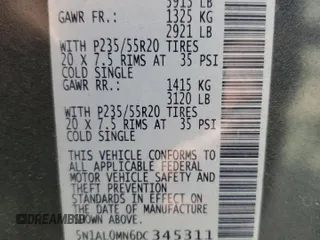 5915 LB
GAWR FR.: 1325 KG
2921 LB
WITH P235/55R20 TIRES
20 X 7.5 RIMS AT 35 PSI
COLD SINGLE
GAWR RR.: 1415 KG
3120 LB
WITH P235/55R20 TIRES
20 X 7.5 RIMS AT 35 PSI
COLD SINGLE
THIS VEHICLE CONFORMS TO
ALL APPLICABLE FEDERAL
MOTOR VEHICLE SAFETY AND
THEFT PREVENTION
STANDARDS IN EFFECT ON
THE DATE OF MANUFACTURE
SHOWN ABOVE.
5N1AL0MN6DC345311